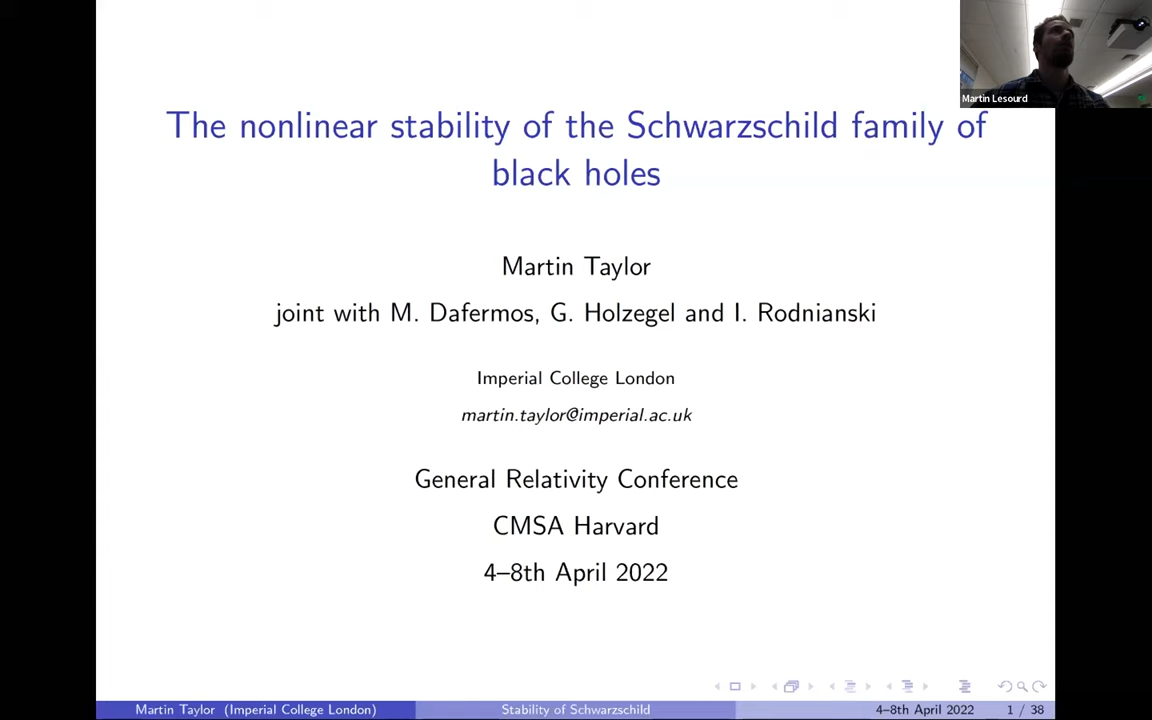 Martin Lesourd
The nonlinear stability of the Schwarzschild family of
black holes
Martin Taylor
joint with M. Dafermos, G. Holzegel and I. Rodnianski
Imperial College London
martin.taylor@imperial.ac.uk
General Relativity Conference
CMSA Harvard
4–8th April 2022
Martin Taylor (Imperial College London)
Stability of Schwarzschild
4–8th April 2022
1 / 38